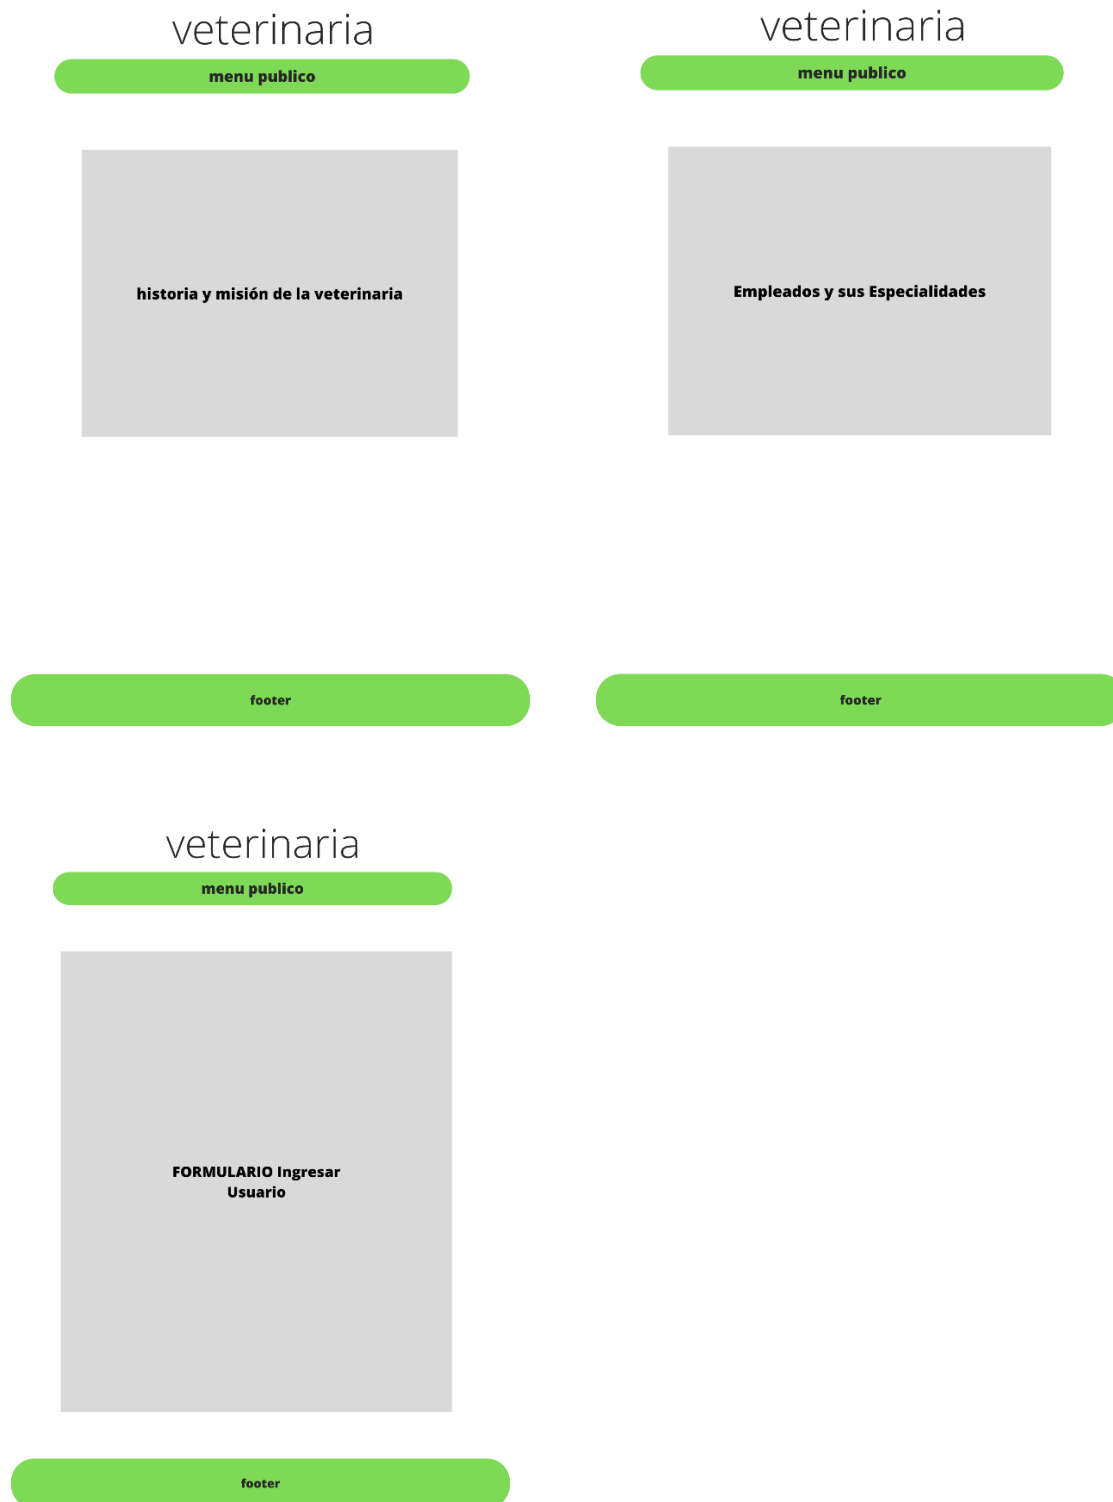 veterinaria
menu publico
historia y misión de la veterinaria
footer
veterinaria
menu publico
Empleados y sus Especialidades
footer
veterinaria
menu publico
FORMULARIO Ingresar
Usuario
footer